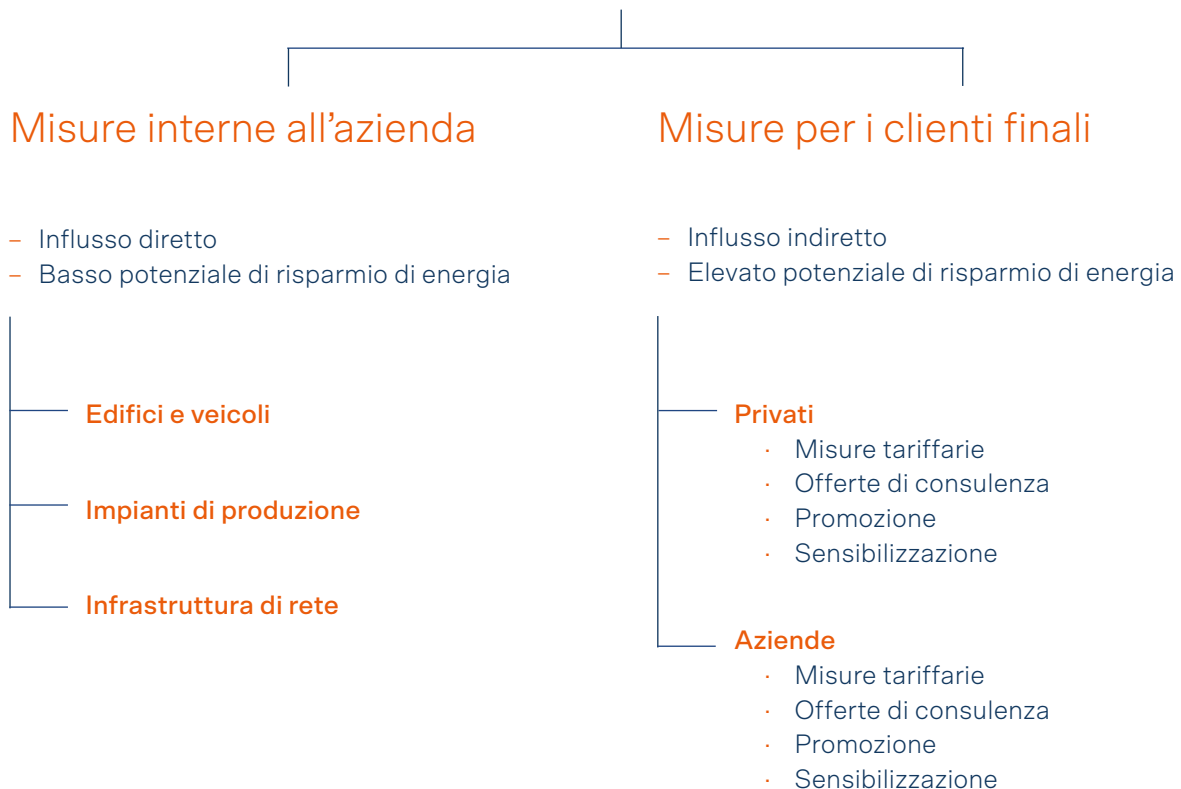 Misure interne all’azienda
– Influsso diretto
– Basso potenziale di risparmio di energia
Edifici e veicoli
Impianti di produzione
Infrastruttura di rete
Misure per i clienti finali
– Influsso indiretto
– Elevato potenziale di risparmio di energia
Privati
· Misure tariffarie
· Offerte di consulenza
· Promozione
· Sensibilizzazione
Aziende
· Misure tariffarie
· Offerte di consulenza
· Promozione
· Sensibilizzazione